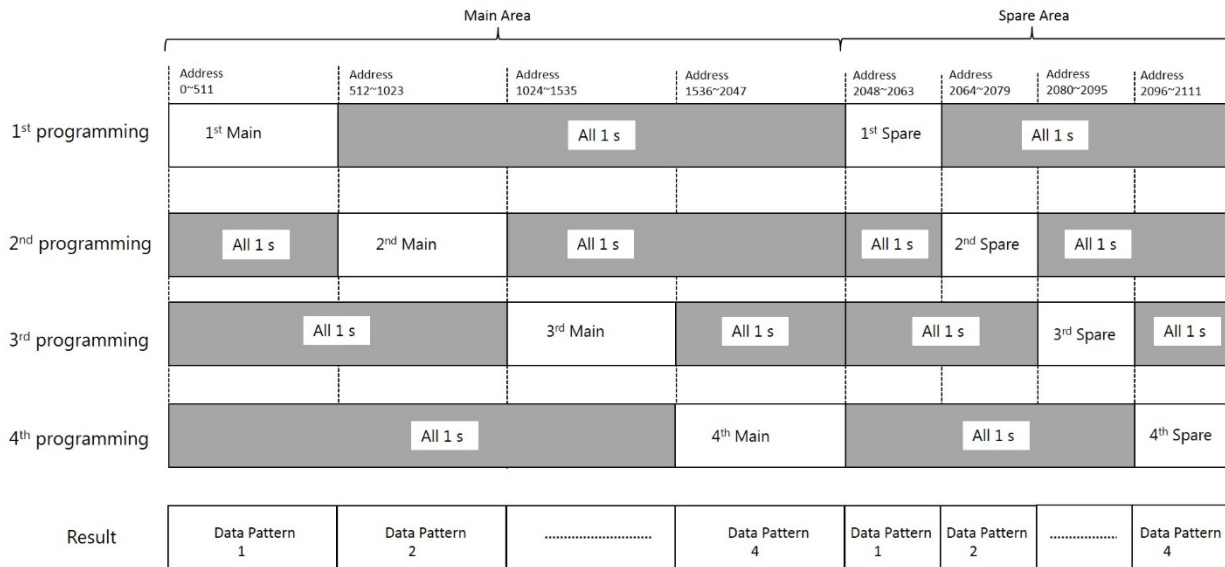 Main Area
Spare Area
Address
0~511
Address
512~1023
Address
1024~1535
Address
1536~2047
Address
2048~2063
Address
2064~2079
Address
2080~2095
Address
2096~2111
1st programming
1st Main
All 1 s
1st Spare
All 1 s
2nd programming
All 1 s
2nd Main
All 1 s
All 1 s
2nd Spare
All 1 s
3rd programming
All 1 s
3rd Main
All 1 s
All 1 s
3rd Spare
All 1 s
4th programming
All 1 s
4th Main
All 1 s
4th Spare
Result
Data Pattern
1
Data Pattern
2
............................
Data Pattern
4
Data Pattern
1
Data Pattern
2
.................
Data Pattern
4